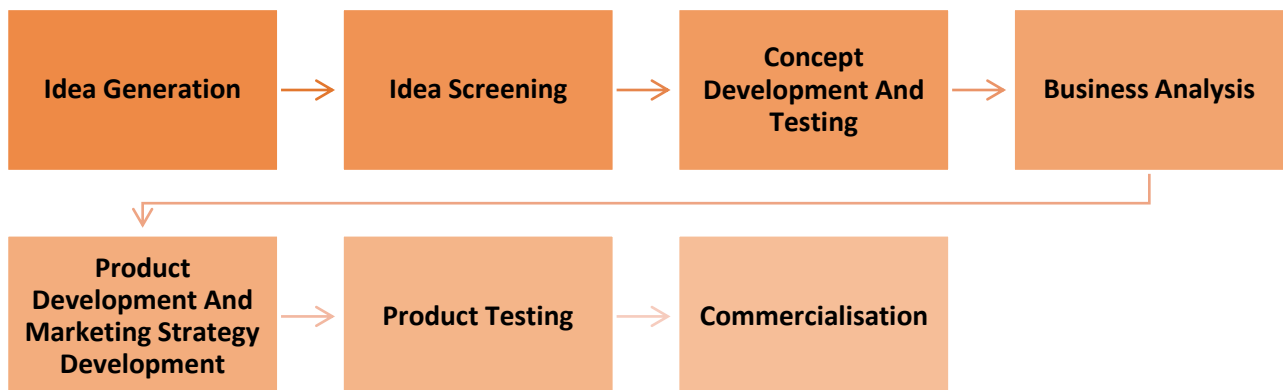 Idea Generation
Idea Screening
Concept
Development And
Testing
Business Analysis
Product
Development And
Marketing Strategy
Development
Product Testing
Commercialisation